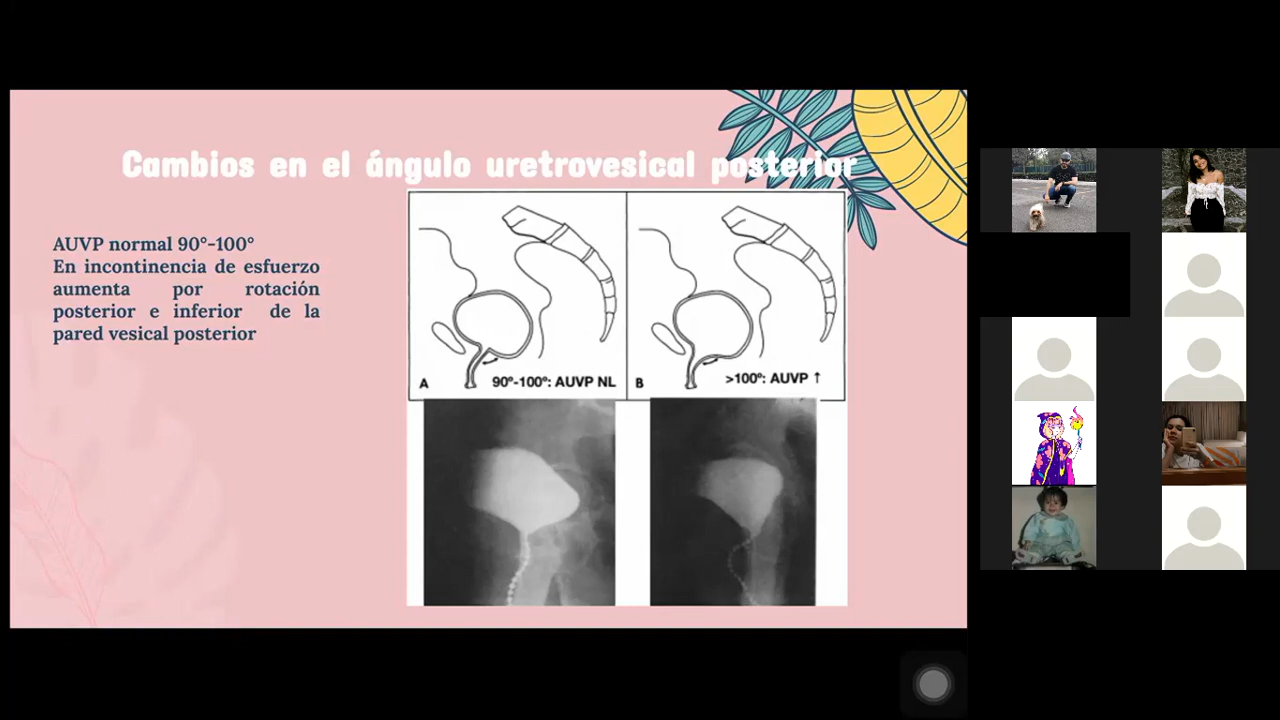 Cambios en el ángulo uretrovesical posterior
AUVP normal 90°-100°
En incontinencia de esfuerzo
aumenta por rotación
posterior e inferior de la
pared vesical posterior
A 90°-100°: AUVP NL
B >100°: AUVP ↑